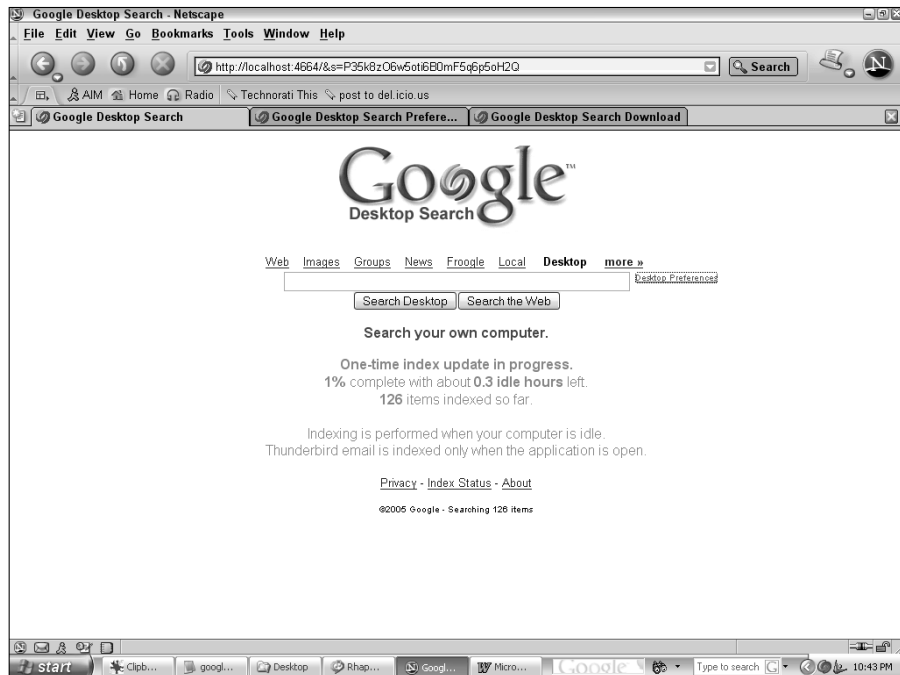 Google Desktop Search - Netscape
File Edit View Go Bookmarks Tools Window Help
http://localhost:4664/&s=P35k8zO6w5oti6B0mF5q6p5oH2Q Search N
AIM Home Radio Technorati This post to del.icio.us
Google Desktop Search Google Desktop Search Prefere... Google Desktop Search Download
Google™
Desktop Search
Web Images Groups News Froogle Local Desktop more »
Desktop Preferences
Search Desktop Search the Web
Search your own computer.
One-time index update in progress.
1% complete with about 0.3 idle hours left.
126 items indexed so far.
Indexing is performed when your computer is idle.
Thunderbird email is indexed only when the application is open.
Privacy - Index Status - About
©2005 Google - Searching 126 items
start Clipb... googl... Desktop Rhap... Googl... Micro... Google Type to search G 10:43 PM